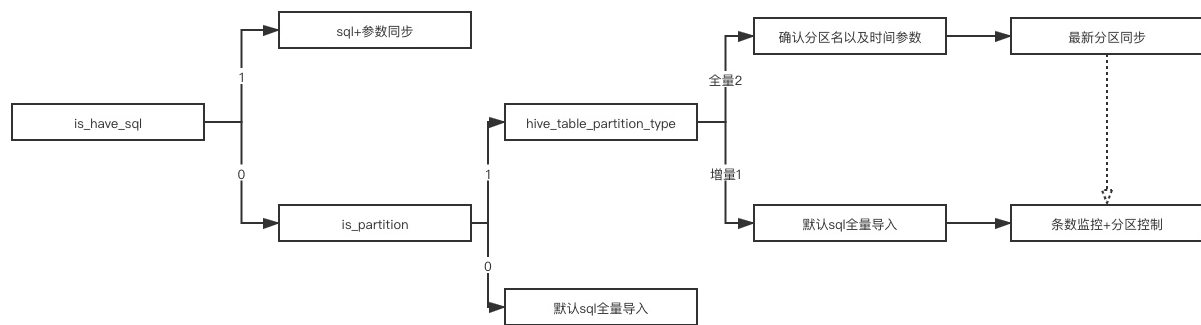 sql+参数同步
确认分区名以及时间参数
最新分区同步
1
全量2
is_have_sql
hive_table_partition_type
0
1
增量1
is_partition
默认sql全量导入
条数监控+分区控制
0
默认sql全量导入